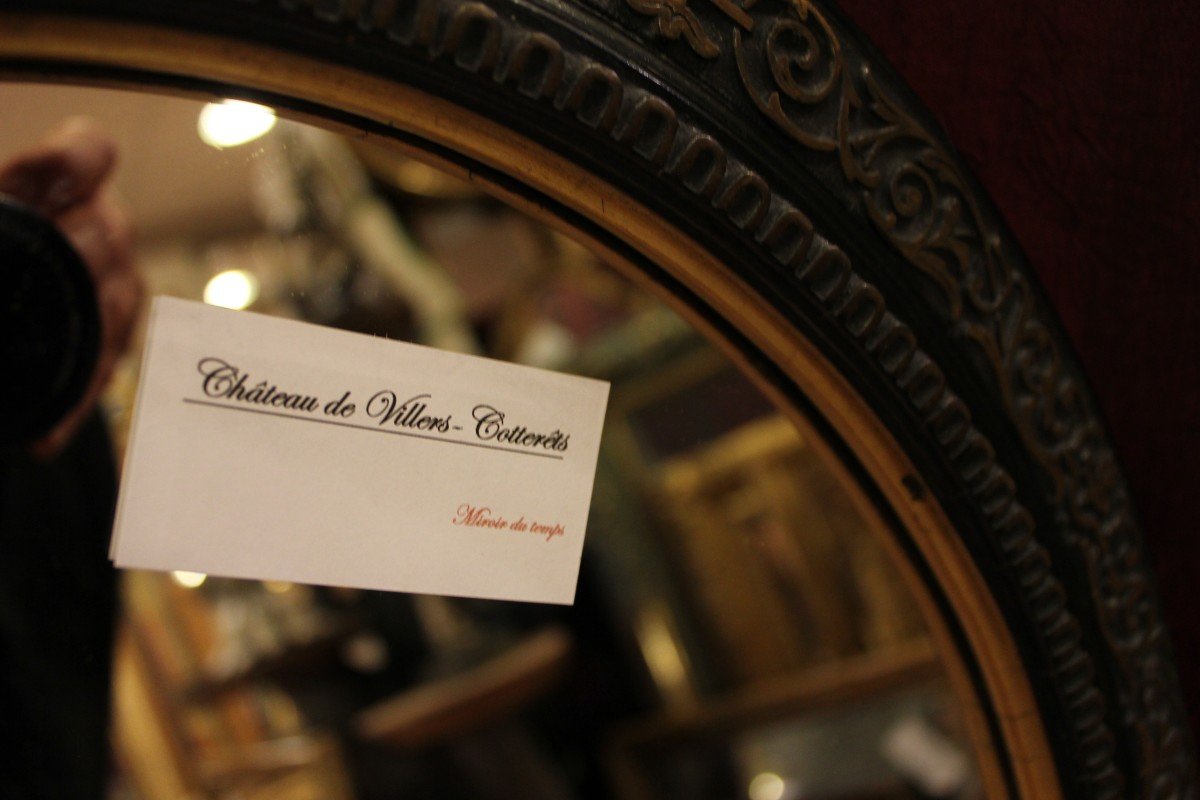 Château de Villers- Cotterêts
Miroir du temps